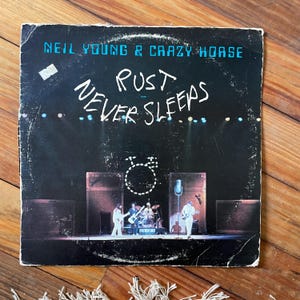 NEIL YOUNG & CRAZY HORSE
RUST
NEVER SLEEPS